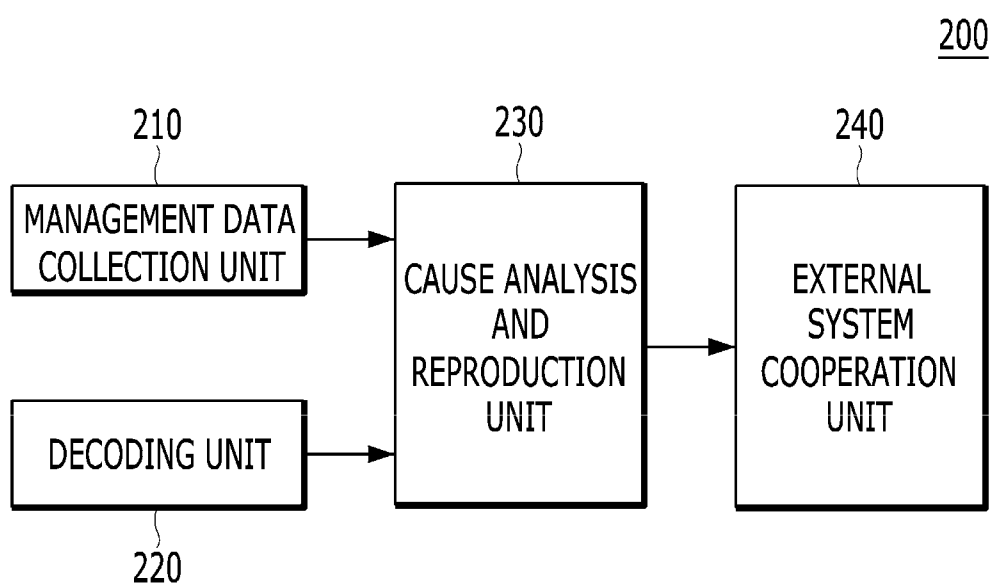 200
210
230
240
MANAGEMENT DATA
COLLECTION UNIT
CAUSE ANALYSIS
AND
REPRODUCTION
UNIT
EXTERNAL
SYSTEM
COOPERATION
UNIT
DECODING UNIT
220